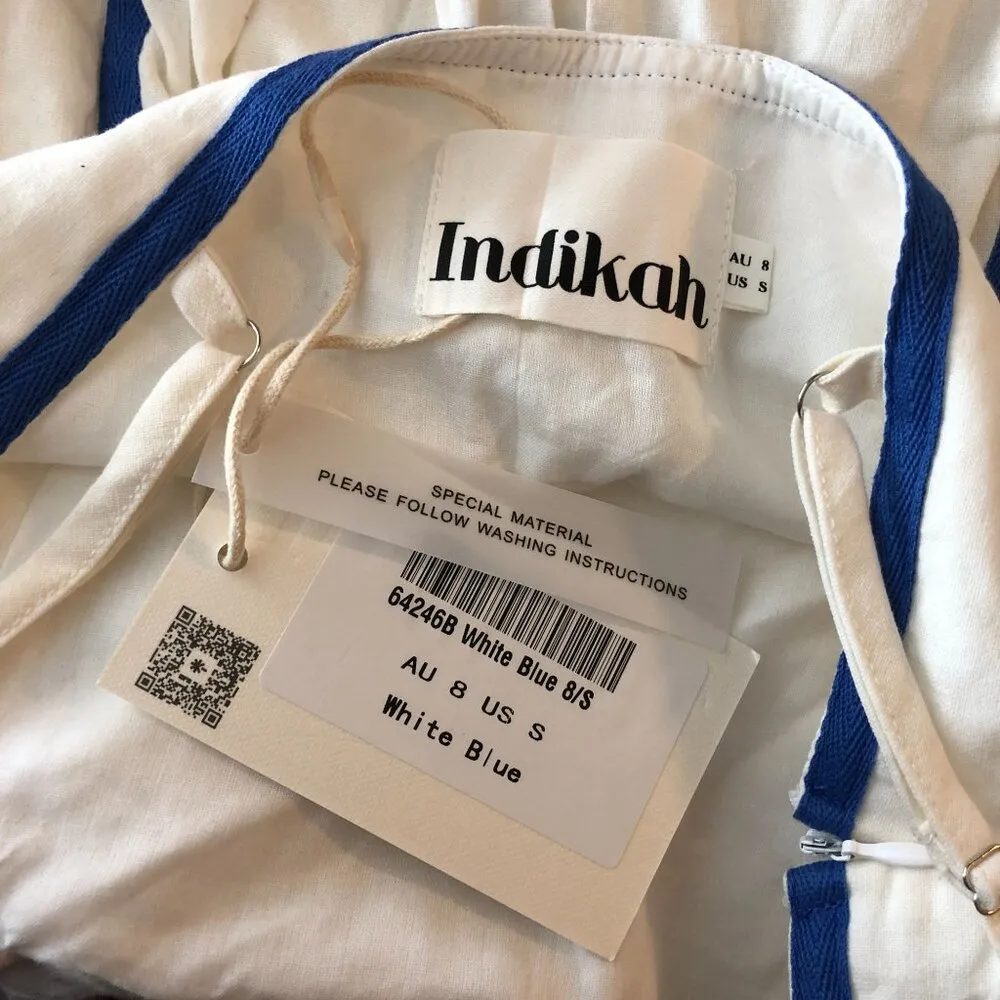 Indikah
AU 8
US S
SPECIAL MATERIAL
PLEASE FOLLOW WASHING INSTRUCTIONS
64246B White Blue 8/S
AU 8 US S
White Blue